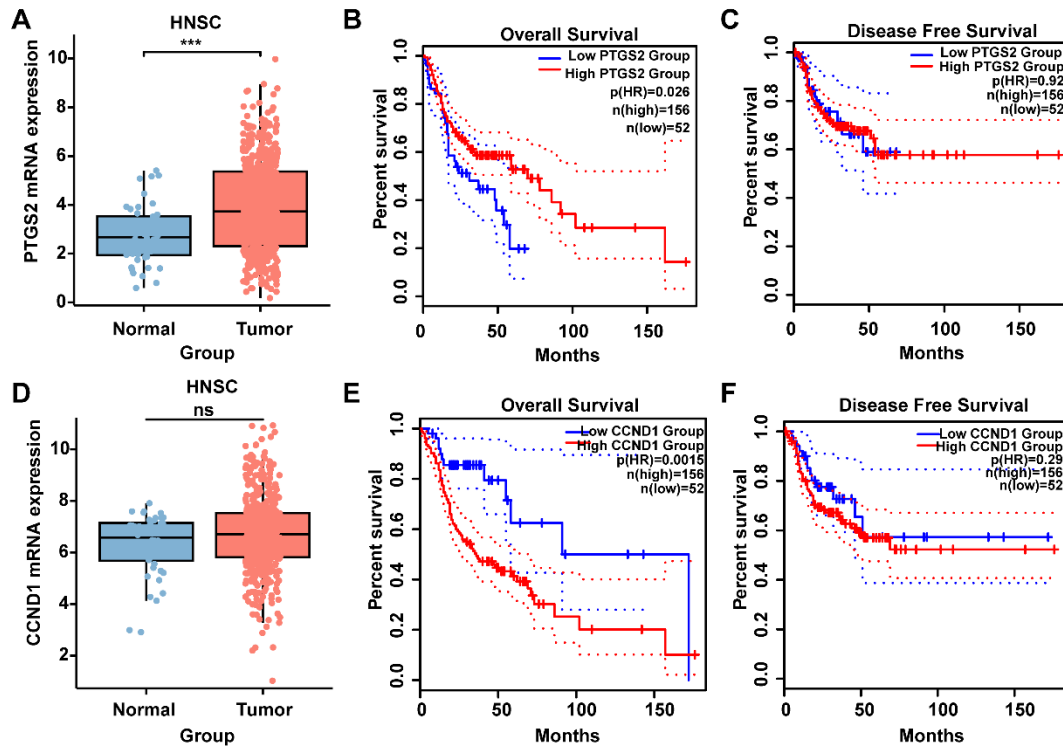 A
HNSC
***
PTGS2 mRNA expression
10
8
6
4
2
0
Normal
Tumor
Group
B
Overall Survival
Low PTGS2 Group
High PTGS2 Group
p(HR)=0.026
n(high)=156
n(low)=52
Percent survival
1.0
0.8
0.6
0.4
0.2
0.0
0
50
100
150
Months
C
Disease Free Survival
Low PTGS2 Group
High PTGS2 Group
p(HR)=0.92
n(high)=156
n(low)=52
Percent survival
1.0
0.8
0.6
0.4
0.2
0.0
0
50
100
150
Months
D
HNSC
ns
CCND1 mRNA expression
10
8
6
4
2
Normal
Tumor
Group
E
Overall Survival
Low CCND1 Group
High CCND1 Group
p(HR)=0.0015
n(high)=156
n(low)=52
Percent survival
1.0
0.8
0.6
0.4
0.2
0.0
0
50
100
150
Months
F
Disease Free Survival
Low CCND1 Group
High CCND1 Group
p(HR)=0.29
n(high)=156
n(low)=52
Percent survival
1.0
0.8
0.6
0.4
0.2
0.0
0
50
100
150
Months